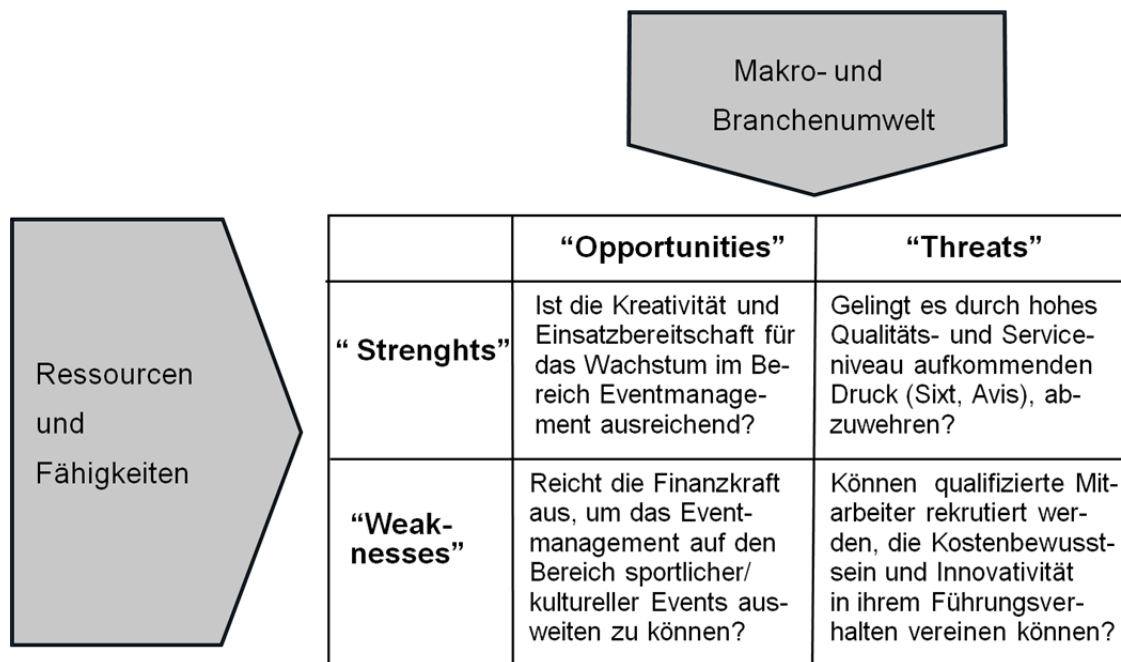 Makro- und
Branchenumwelt
Ressourcen
und
Fähigkeiten
“Opportunities”
“Threats”
“ Strenghts”
Ist die Kreativität und
Einsatzbereitschaft für
das Wachstum im Be-
reich Eventmanage-
ment ausreichend?
Gelingt es durch hohes
Qualitäts- und Service-
niveau aufkommenden
Druck (Sixt, Avis), ab-
zuwehren?
“Weak-
nesses”
Reicht die Finanzkraft
aus, um das Event-
management auf den
Bereich sportlicher/
kultureller Events aus-
weiten zu können?
Können qualifizierte Mit-
arbeiter rekrutiert wer-
den, die Kostenbewusst-
sein und Innovativität
in ihrem Führungsver-
halten vereinen können?